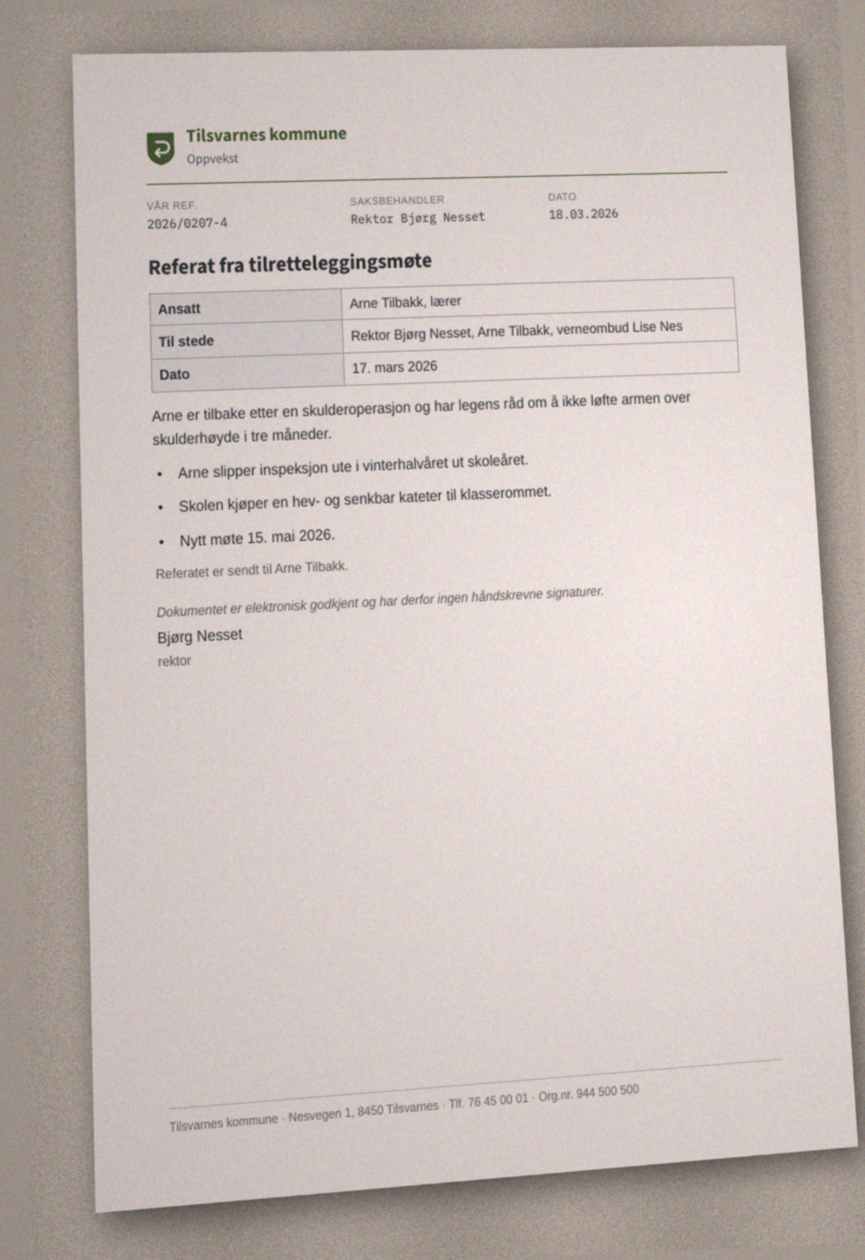 Tilsvarnes kommune
Oppvekst
VÅR REF. SAKSBEHANDLER DATO
2026/0207-4 Rektor Bjørg Nesset 18.03.2026
Referat fra tilretteleggingsmøte
Ansatt Arne Tilbakk, lærer
Til stede Rektor Bjørg Nesset, Arne Tilbakk, verneombud Lise Nes
Dato 17. mars 2026
Arne er tilbake etter en skulderoperasjon og har legens råd om å ikke løfte armen over
skulderhøyde i tre måneder.
• Arne slipper inspeksjon ute i vinterhalvåret ut skoleåret.
• Skolen kjøper en hev- og senkbar kateter til klasserommet.
• Nytt møte 15. mai 2026.
Referatet er sendt til Arne Tilbakk.
Dokumentet er elektronisk godkjent og har derfor ingen håndskrevne signaturer.
Bjørg Nesset
rektor
Tilsvarnes kommune · Nesvegen 1, 8450 Tilsvarnes · Tlf. 76 45 00 01 · Org.nr. 944 500 500